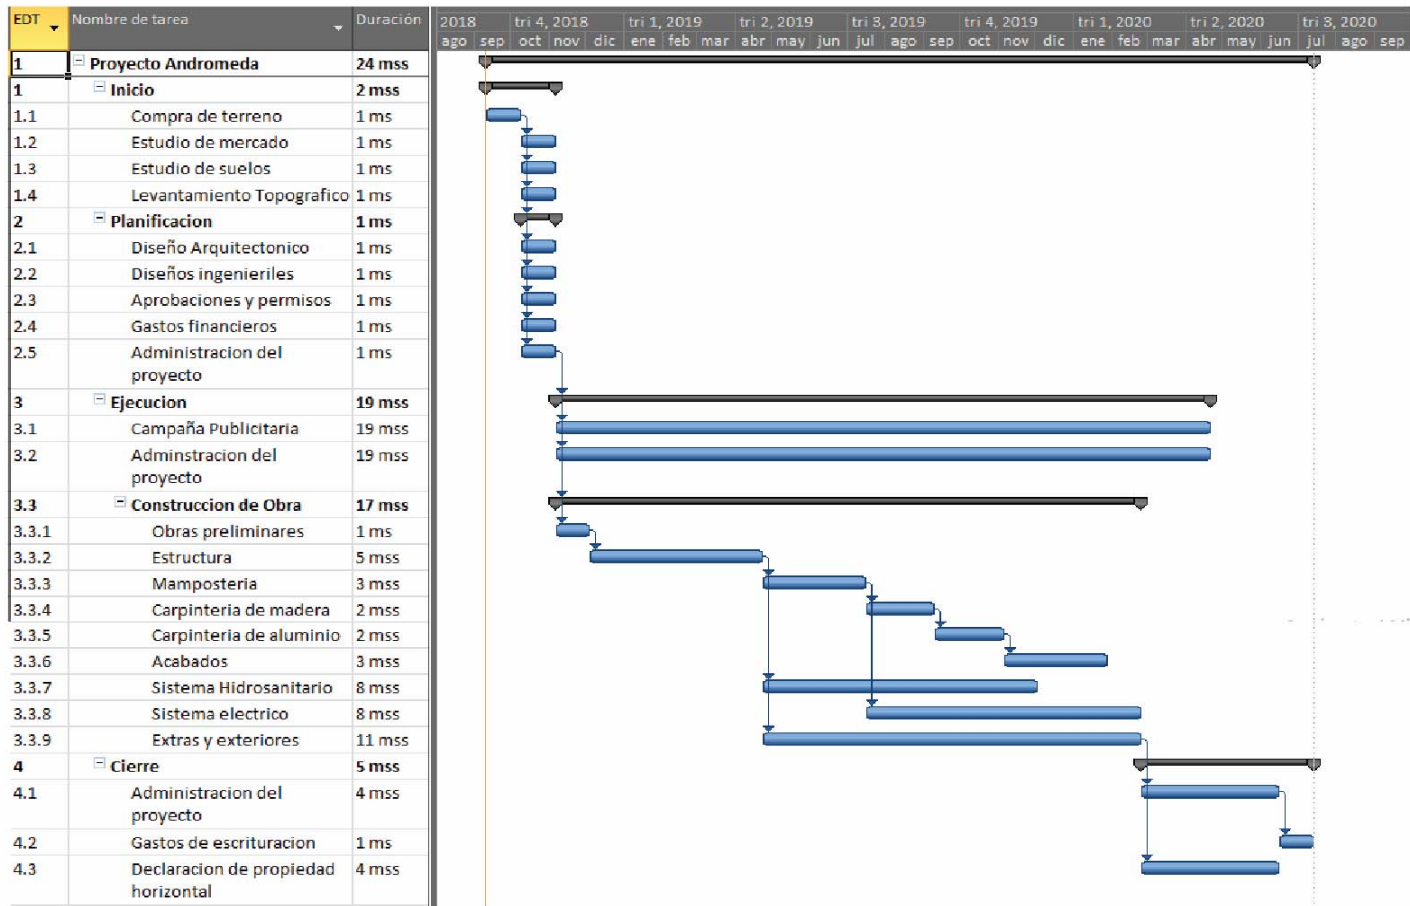 EDT Nombre de tarea Duración 2018 tri 4, 2018 tri 1, 2019 tri 2, 2019 tri 3, 2019 tri 4, 2019 tri 1, 2020 tri 2, 2020 tri 3, 2020
ago sep oct nov dic ene feb mar abr may jun jul ago sep oct nov dic ene feb mar abr may jun jul ago sep
1 Proyecto Andromeda 24 mss
1 Inicio 2 mss
1.1 Compra de terreno 1 ms
1.2 Estudio de mercado 1 ms
1.3 Estudio de suelos 1 ms
1.4 Levantamiento Topografico 1 ms
2 Planificacion 1 ms
2.1 Diseño Arquitectonico 1 ms
2.2 Diseños ingenieriles 1 ms
2.3 Aprobaciones y permisos 1 ms
2.4 Gastos financieros 1 ms
2.5 Administracion del 1 ms
proyecto
3 Ejecucion 19 mss
3.1 Campaña Publicitaria 19 mss
3.2 Adminstracion del 19 mss
proyecto
3.3 Construccion de Obra 17 mss
3.3.1 Obras preliminares 1 ms
3.3.2 Estructura 5 mss
3.3.3 Mamposteria 3 mss
3.3.4 Carpinteria de madera 2 mss
3.3.5 Carpinteria de aluminio 2 mss
3.3.6 Acabados 3 mss
3.3.7 Sistema Hidrosanitario 8 mss
3.3.8 Sistema electrico 8 mss
3.3.9 Extras y exteriores 11 mss
4 Cierre 5 mss
4.1 Administracion del 4 mss
proyecto
4.2 Gastos de escrituracion 1 ms
4.3 Declaracion de propiedad 4 mss
horizontal